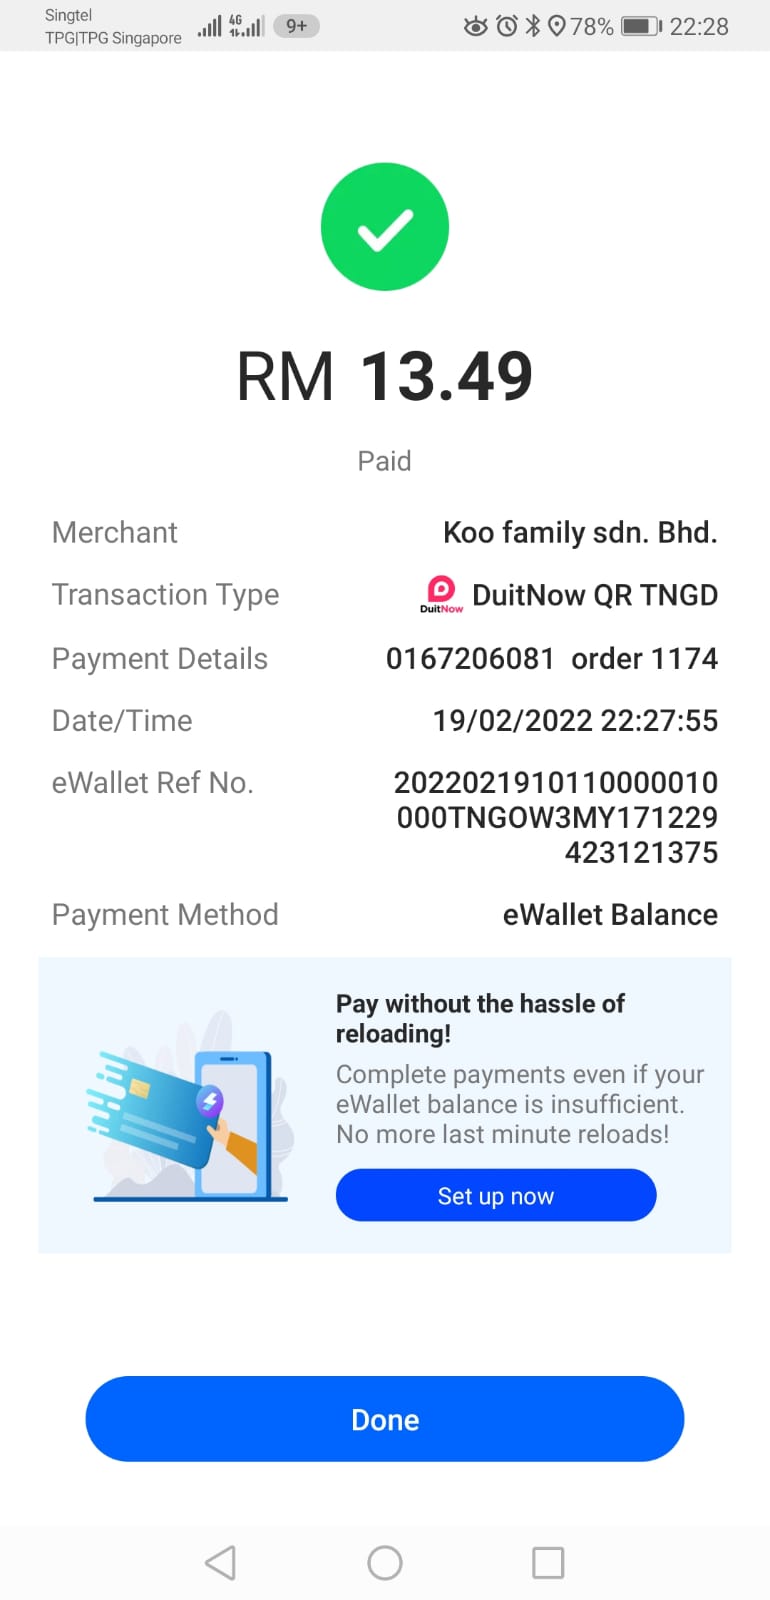 Singtel
TPG|TPG Singapore
4G
9+
78%
22:28
RM 13.49
Paid
Merchant Koo family sdn. Bhd.
Transaction Type DuitNow DuitNow QR TNGD
Payment Details 0167206081 order 1174
Date/Time 19/02/2022 22:27:55
eWallet Ref No. 2022021910110000010
000TNGOW3MY171229
423121375
Payment Method eWallet Balance
Pay without the hassle of
reloading!
Complete payments even if your
eWallet balance is insufficient.
No more last minute reloads!
Set up now
Done